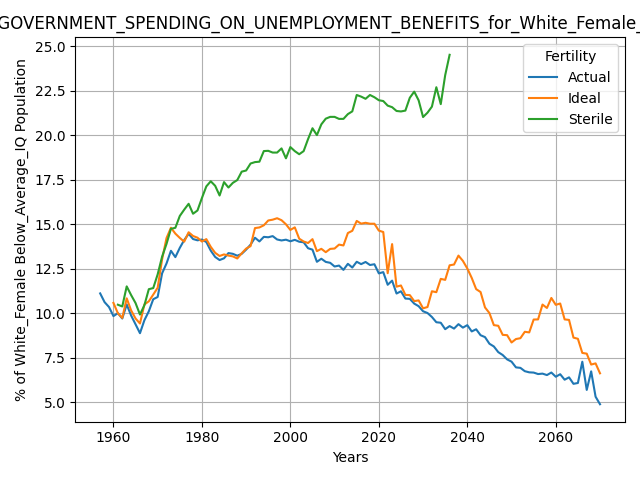 GOVERNMENT_SPENDING_ON_UNEMPLOYMENT_BENEFITS_for_White_Female_
% of White_Female Below_Average_IQ Population
25.0
22.5
20.0
17.5
15.0
12.5
10.0
7.5
5.0
Fertility
Actual
Ideal
Sterile
1960 1980 2000 2020 2040 2060
Years